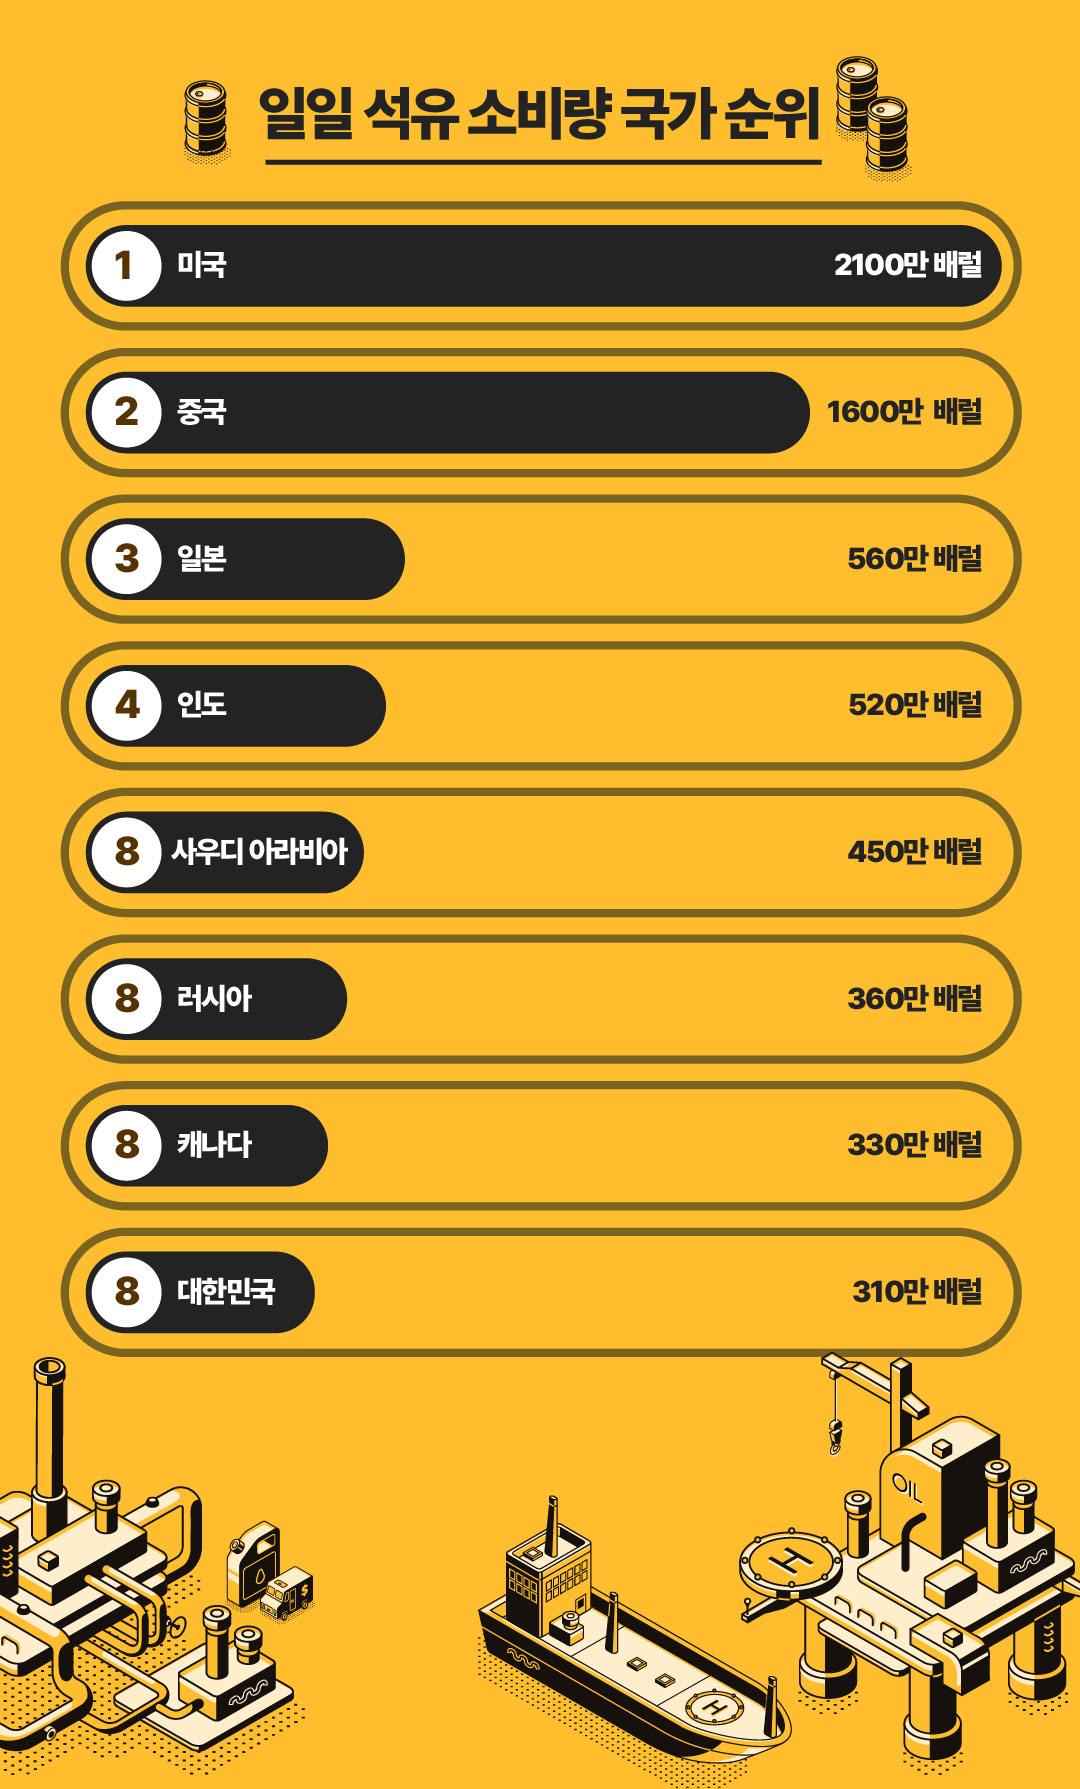 일일 석유 소비량 국가 순위
1 미국 2100만 배럴
2 중국 1600만 배럴
3 일본 560만 배럴
4 인도 520만 배럴
8 사우디 아라비아 450만 배럴
8 러시아 360만 배럴
8 캐나다 330만 배럴
8 대한민국 310만 배럴
OIL
H
$
H